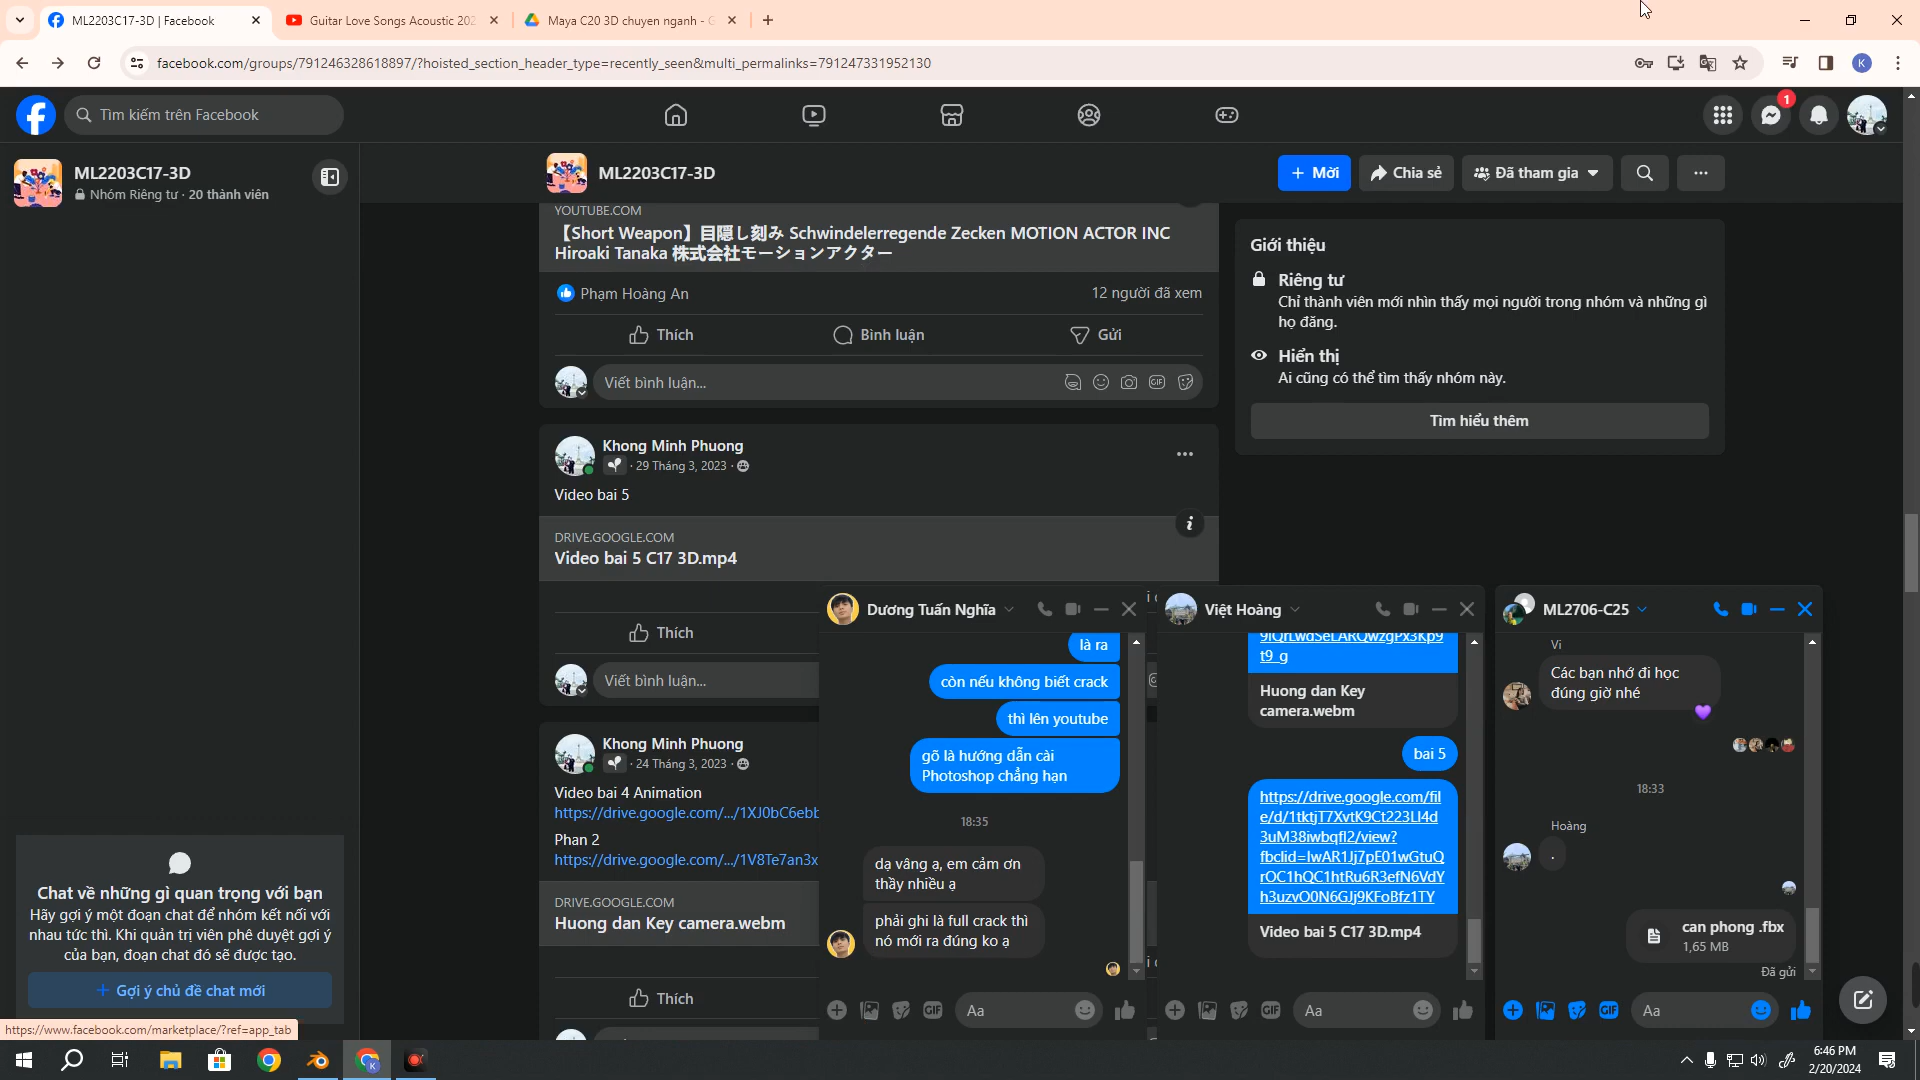 ML2203C17-3D | Facebook
Guitar Love Songs Acoustic 202
Maya C20 3D chuyen nganh - G
facebook.com/groups/791246328618897/?hoisted_section_header_type=recently_seen&multi_permalinks=791247331952130
K
Tìm kiếm trên Facebook
1
ML2203C17-3D
Nhóm Riêng tư · 20 thành viên
ML2203C17-3D
+ Mời
Chia sẻ
Đã tham gia
YOUTUBE.COM
【Short Weapon】目隠し刻み Schwindelerregende Zecken MOTION ACTOR INC
Hiroaki Tanaka 株式会社モーションアクター
Phạm Hoàng An
12 người đã xem
Thích
Bình luận
Gửi
Viết bình luận...
GIF
Khong Minh Phuong
· 29 Tháng 3, 2023 ·
Video bai 5
DRIVE.GOOGLE.COM
Video bai 5 C17 3D.mp4
Thích
Viết bình luận...
Khong Minh Phuong
· 24 Tháng 3, 2023 ·
Video bai 4 Animation
https://drive.google.com/.../1XJ0bC6ebb
Phan 2
https://drive.google.com/.../1V8Te7an3x
DRIVE.GOOGLE.COM
Huong dan Key camera.webm
Thích
Giới thiệu
Riêng tư
Chỉ thành viên mới nhìn thấy mọi người trong nhóm và những gì
họ đăng.
Hiển thị
Ai cũng có thể tìm thấy nhóm này.
Tìm hiểu thêm
Chat về những gì quan trọng với bạn
Hãy gợi ý một đoạn chat để nhóm kết nối với
nhau tức thì. Khi quản trị viên phê duyệt gợi ý
của bạn, đoạn chat đó sẽ được tạo.
+ Gợi ý chủ đề chat mới
https://www.facebook.com/marketplace/?ref=app_tab
Dương Tuấn Nghĩa
là ra
còn nếu không biết crack
thì lên youtube
gõ là hướng dẫn cài
Photoshop chẳng hạn
18:35
dạ vâng ạ, em cảm ơn
thầy nhiều ạ
phải ghi là full crack thì
nó mới ra đúng ko ạ
GIF
Aa
Việt Hoàng
9IQrLwdSeLARQwzgPx3Kp9
t9_g
Huong dan Key
camera.webm
bai 5
https://drive.google.com/fil
e/d/1tktjT7XvtK9Ct223LI4d
3uM38iwbqfl2/view?
fbclid=IwAR1Jj7pE01wGtuQ
rOC1hQC1htRu6R3efN6VdY
h3uzvO0N6GJj9KFoBfz1TY
Video bai 5 C17 3D.mp4
GIF
Aa
ML2706-C25
Vi
Các bạn nhớ đi học
đúng giờ nhé
18:33
Hoàng
.
can phong .fbx
1,65 MB
Đã gửi
GIF
Aa
6:46 PM
2/20/2024